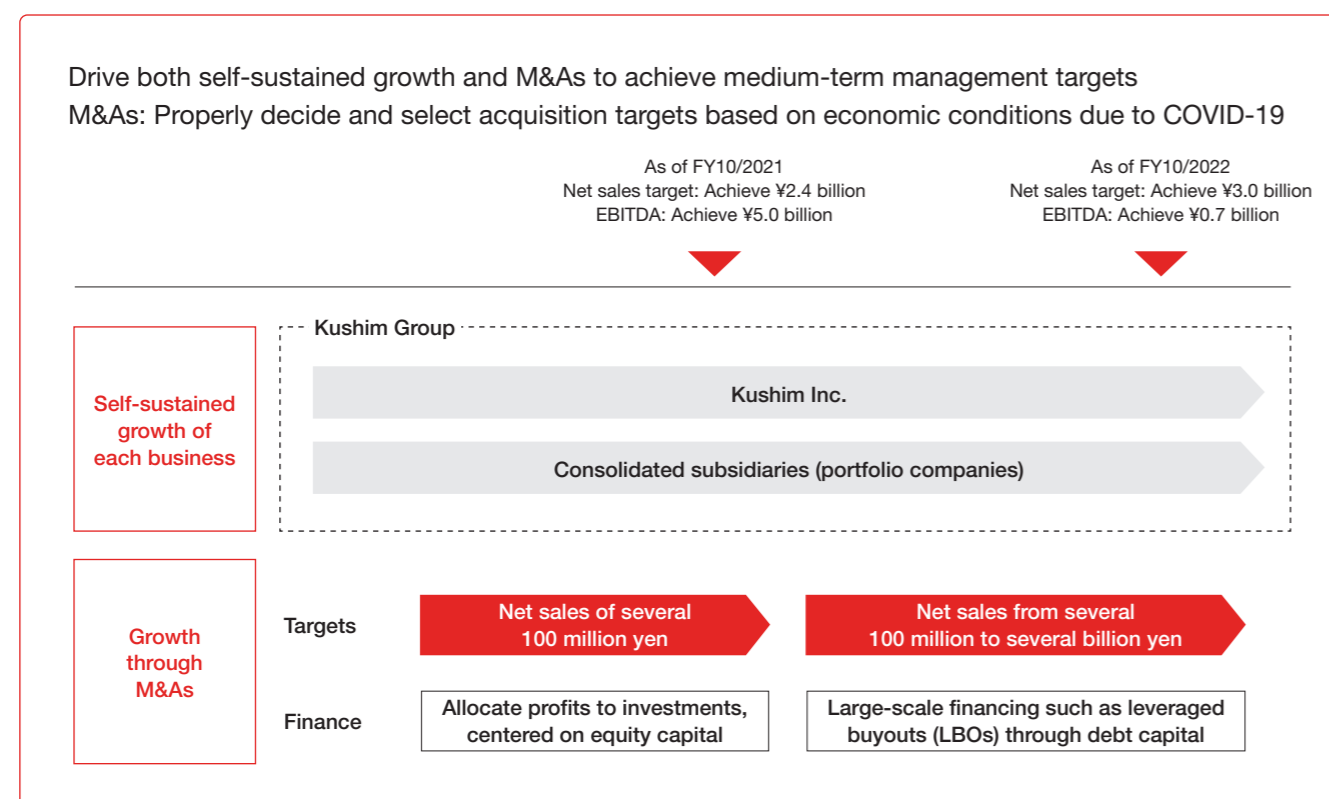 Drive both self-sustained growth and M&As to achieve medium-term management targets
M&As: Properly decide and select acquisition targets based on economic conditions due to COVID-19
As of FY10/2021
Net sales target: Achieve ¥2.4 billion
EBITDA: Achieve ¥5.0 billion
As of FY10/2022
Net sales target: Achieve ¥3.0 billion
EBITDA: Achieve ¥0.7 billion
Self-sustained
growth of
each business
Kushim Group
Kushim Inc.
Consolidated subsidiaries (portfolio companies)
Growth
through
M&As
Targets
Net sales of several
100 million yen
Net sales from several
100 million to several billion yen
Finance
Allocate profits to investments,
centered on equity capital
Large-scale financing such as leveraged
buyouts (LBOs) through debt capital